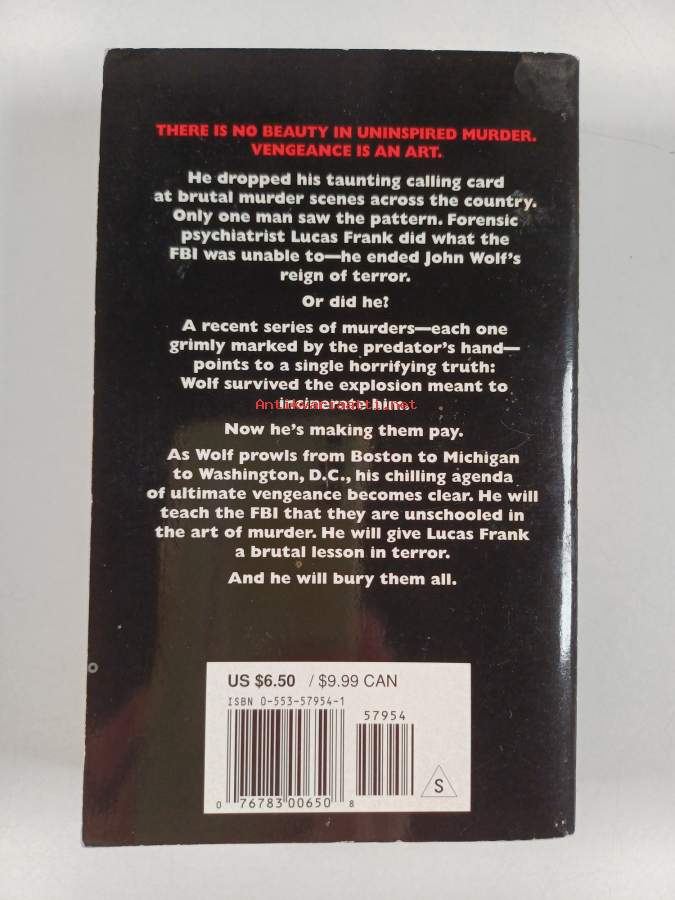 THERE IS NO BEAUTY IN UNINSPIRED MURDER.
VENGEANCE IS AN ART.
He dropped his taunting calling card
at brutal murder scenes across the country.
Only one man saw the pattern. Forensic
psychiatrist Lucas Frank did what the
FBI was unable to—he ended John Wolf's
reign of terror.
Or did he?
A recent series of murders—each one
grimly marked by the predator's hand—
points to a single horrifying truth:
Wolf survived the explosion meant to
incinerate him.
Antikvariaatti.net
Now he's making them pay.
As Wolf prowls from Boston to Michigan
to Washington, D.C., his chilling agenda
of ultimate vengeance becomes clear. He will
teach the FBI that they are unschooled in
the art of murder. He will give Lucas Frank
a brutal lesson in terror.
And he will bury them all.
US $6.50 / $9.99 CAN
ISBN 0-553-57954-1
57954
0 76783 00650 8
S